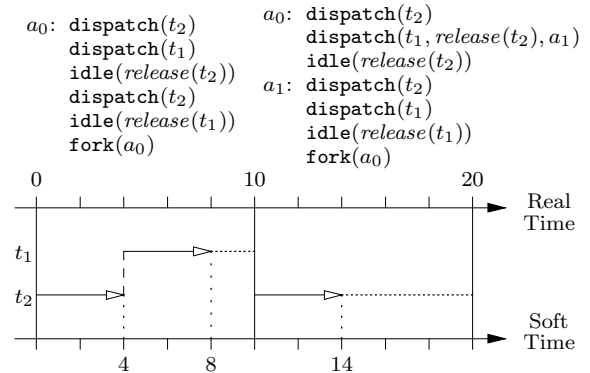 a₀: dispatch(t₂)
dispatch(t₁)
idle(release(t₂))
dispatch(t₂)
idle(release(t₁))
fork(a₀)
a₀: dispatch(t₂)
dispatch(t₁, release(t₂), a₁)
idle(release(t₂))
a₁: dispatch(t₂)
dispatch(t₁)
idle(release(t₁))
fork(a₀)
0 10 20
Real
Time
t₁
t₂
Soft
Time
4 8 14